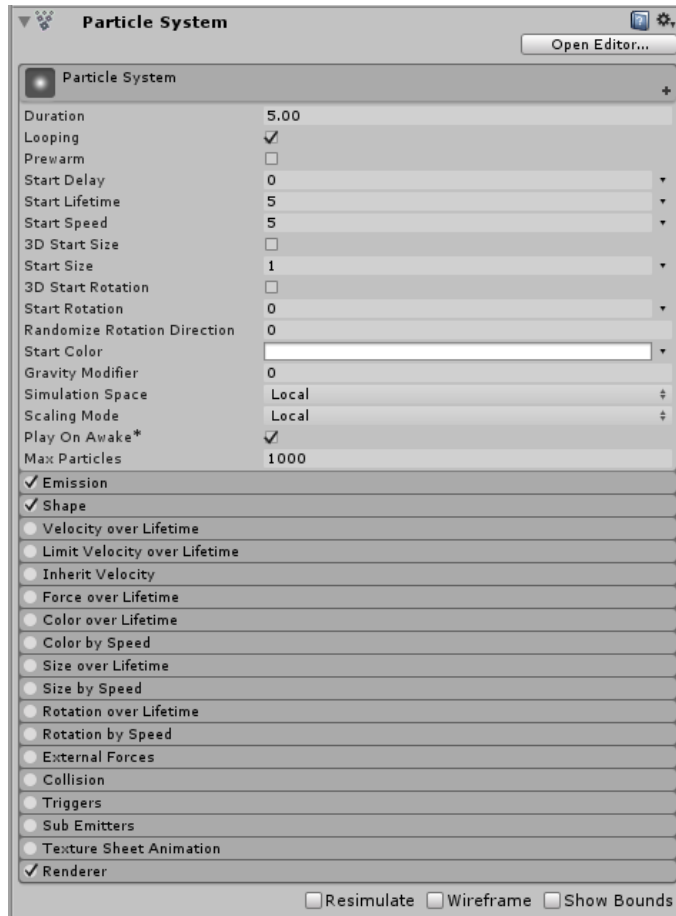 Particle System
Open Editor...
Particle System
Duration 5.00
Looping
Prewarm
Start Delay 0
Start Lifetime 5
Start Speed 5
3D Start Size
Start Size 1
3D Start Rotation
Start Rotation 0
Randomize Rotation Direction 0
Start Color
Gravity Modifier 0
Simulation Space Local
Scaling Mode Local
Play On Awake*
Max Particles 1000
Emission
Shape
Velocity over Lifetime
Limit Velocity over Lifetime
Inherit Velocity
Force over Lifetime
Color over Lifetime
Color by Speed
Size over Lifetime
Size by Speed
Rotation over Lifetime
Rotation by Speed
External Forces
Collision
Triggers
Sub Emitters
Texture Sheet Animation
Renderer
Resimulate Wireframe Show Bounds